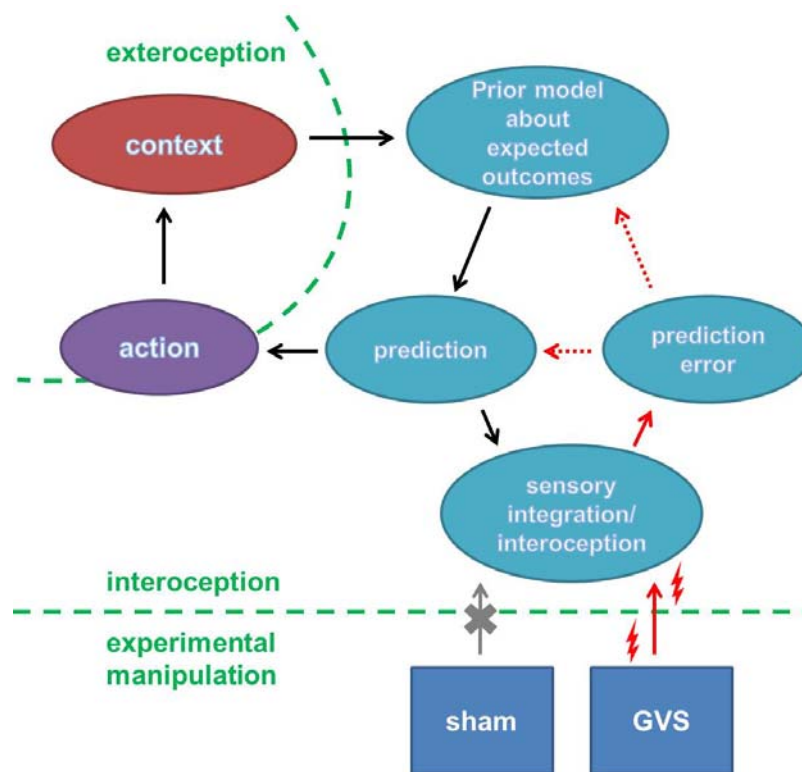 exteroception
context
Prior model
about
expected
outcomes
action
prediction
prediction
error
sensory
integration/
interoception
interoception
experimental
manipulation
sham
GVS